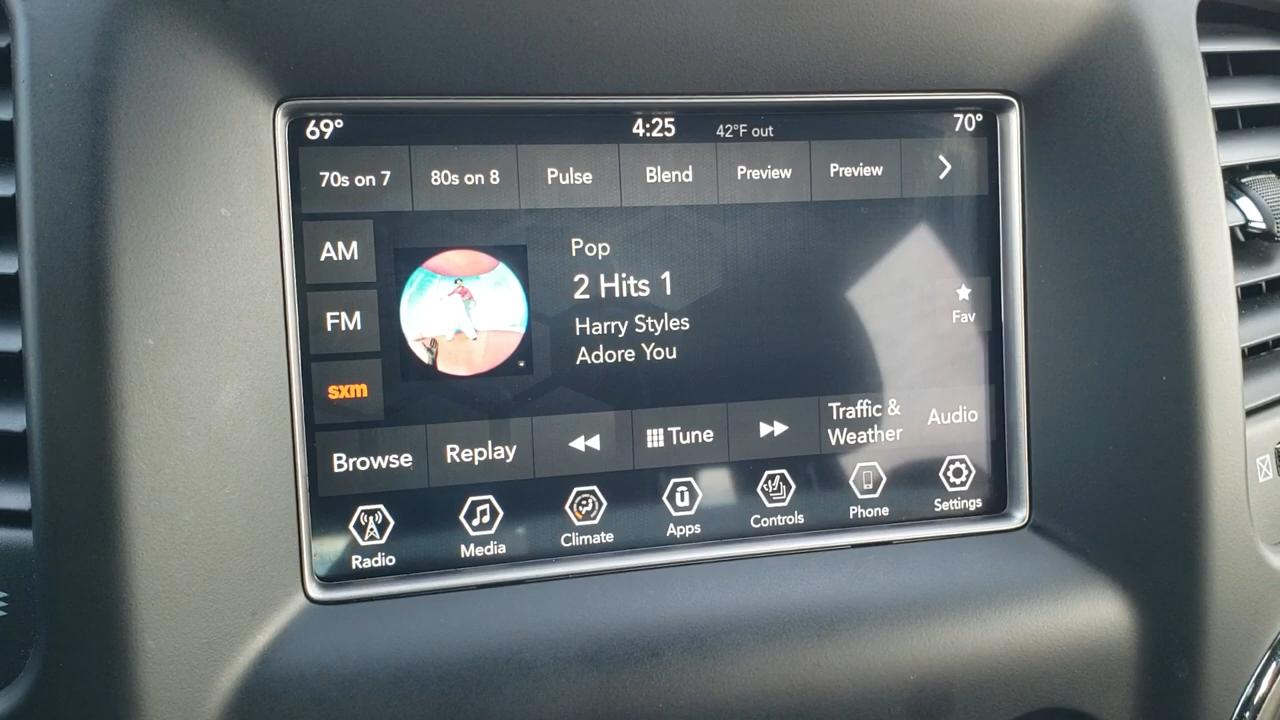 69° 4:25 42°F out 70°
70s on 7 80s on 8 Pulse Blend Preview Preview
AM
FM
sxm
Pop
2 Hits 1
Harry Styles
Adore You
Fav
Browse Replay Tune Traffic & Weather Audio
Radio Media Climate Apps Controls Phone Settings